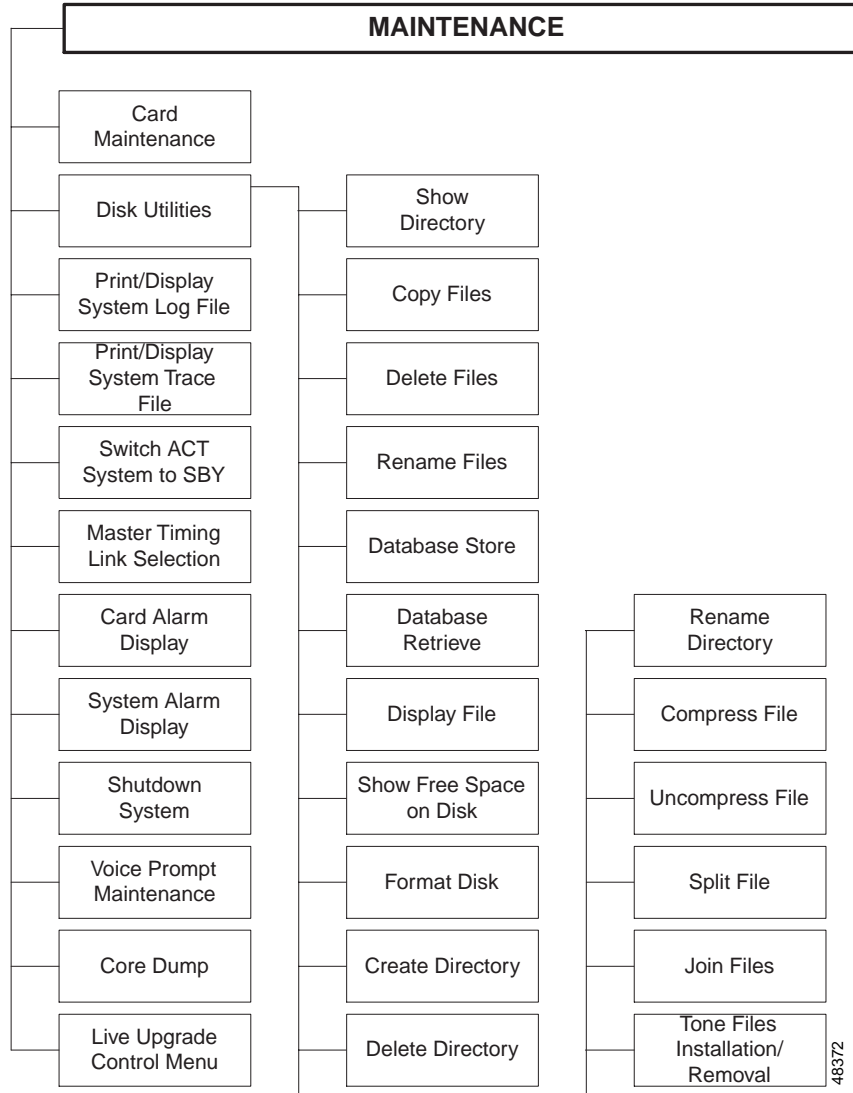 MAINTENANCE
Card
Maintenance
Disk Utilities
Print/Display
System Log File
Print/Display
System Trace
File
Switch ACT
System to SBY
Master Timing
Link Selection
Card Alarm
Display
System Alarm
Display
Shutdown
System
Voice Prompt
Maintenance
Core Dump
Live Upgrade
Control Menu
Show
Directory
Copy Files
Delete Files
Rename Files
Database Store
Database
Retrieve
Display File
Show Free Space
on Disk
Format Disk
Create Directory
Delete Directory
Rename
Directory
Compress File
Uncompress File
Split File
Join Files
Tone Files
Installation/
Removal
48372